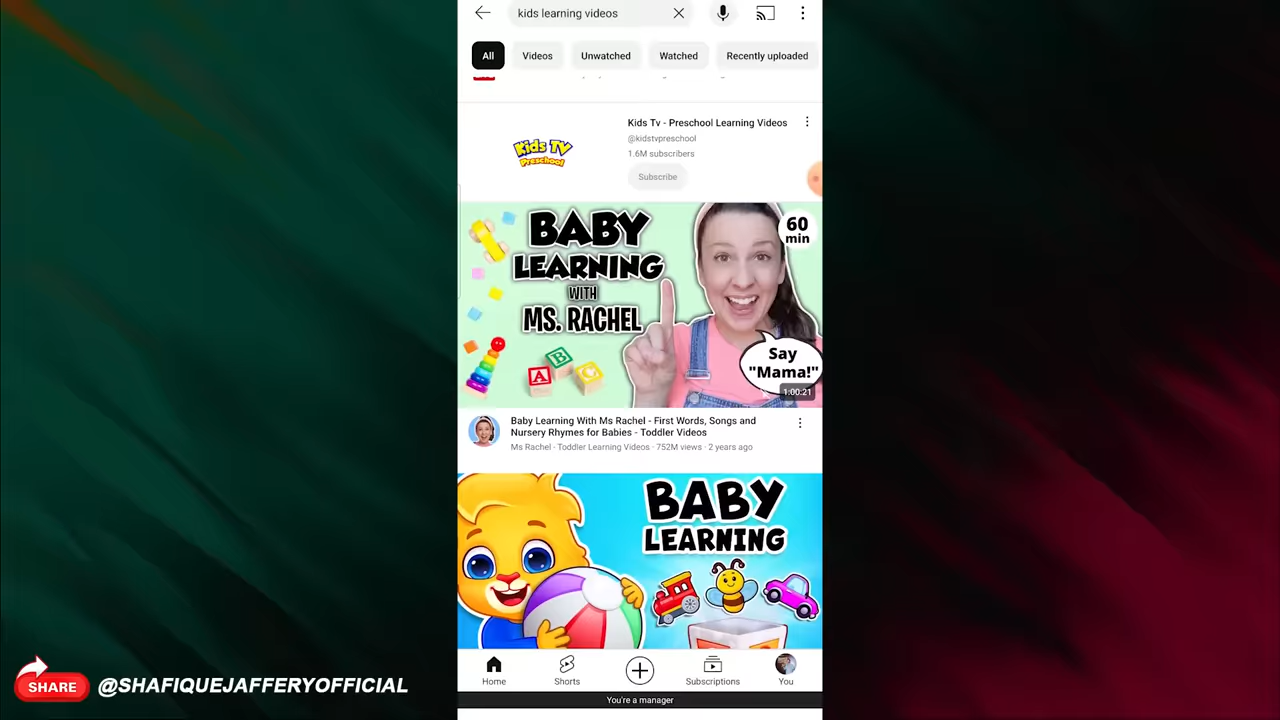 kids learning videos
All
Videos
Unwatched
Watched
Recently uploaded
Kids Tv - Preschool Learning Videos
@kidstvpreschool
1.6M subscribers
Subscribe
Kids TV
Preschool
BABY
LEARNING
WITH
MS. RACHEL
60
min
A
B
C
Say
"Mama!"
1:00:21
Baby Learning With Ms Rachel - First Words, Songs and
Nursery Rhymes for Babies - Toddler Videos
Ms Rachel - Toddler Learning Videos · 752M views · 2 years ago
BABY
LEARNING
Home
Shorts
Subscriptions
You
You're a manager
SHARE
@SHAFIQUEJAFFERYOFFICIAL